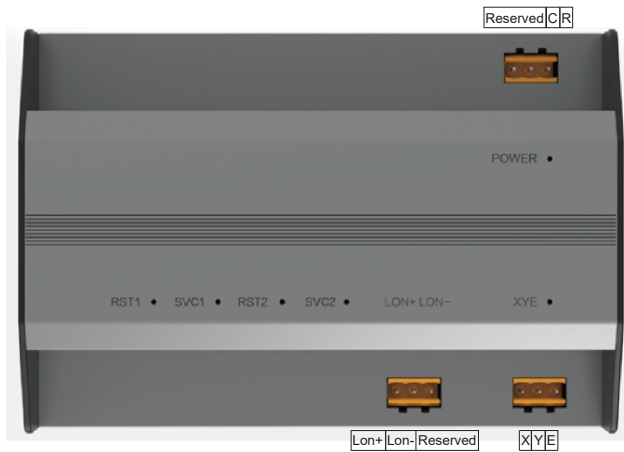 Reserved C R
POWER
RST1 SVC1 RST2 SVC2 LON+ LON- XYE
Lon+ Lon- Reserved X Y E